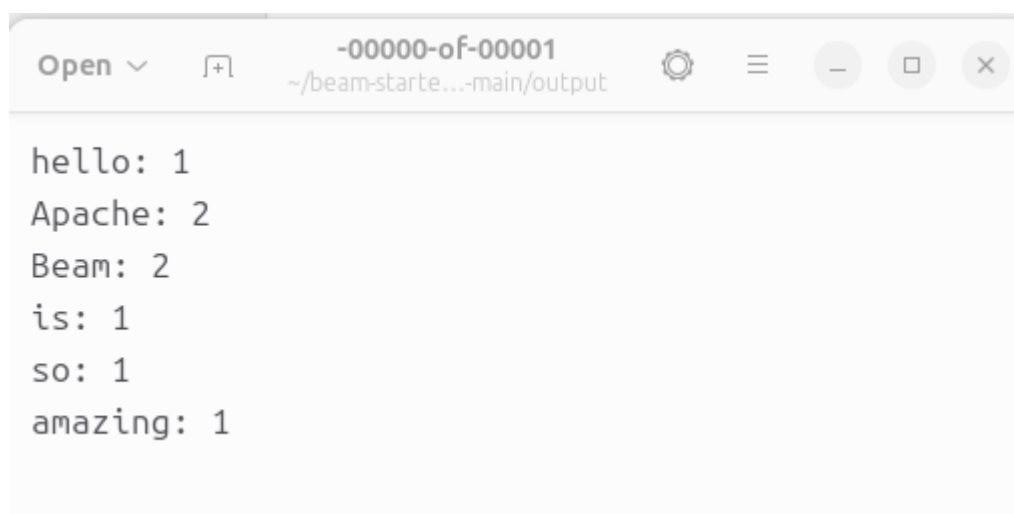 Open
-00000-of-00001
~/beam-starte...-main/output
hello: 1
Apache: 2
Beam: 2
is: 1
so: 1
amazing: 1